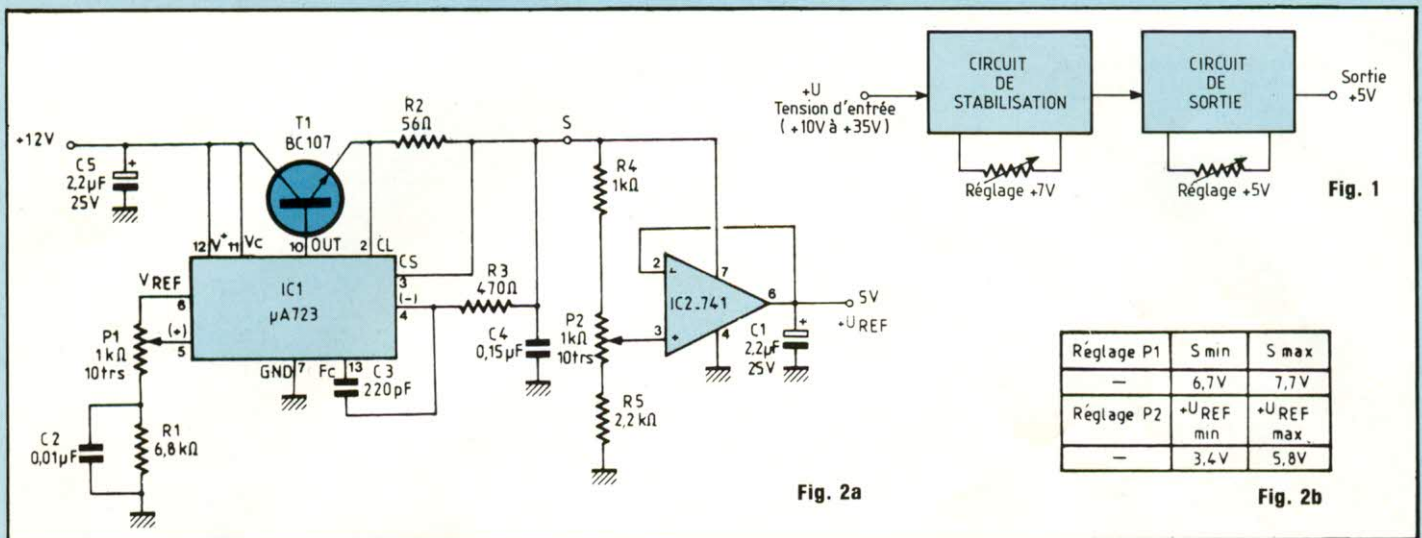 +12V
C5
2,2µF
25V
T1
BC107
R2
56Ω
S
12 V+ 11 Vc 10 OUT 2 CL
CS
3
VREF
6
IC1
µA723
(-)
4
R3
470Ω
P1
1kΩ
10trs
(+)
5
GND 7 Fc 13
C3
220pF
C4
0,15µF
C2
0,01µF
R1
6,8kΩ
R4
1kΩ
P2
1kΩ
10trs
R5
2,2kΩ
2
-
7
IC2_741
6
3
+
4
5V
+UREF
C1
2,2µF
25V
Fig. 2a
+U
Tension d'entrée
(+10V à +35V)
CIRCUIT
DE
STABILISATION
Réglage +7V
CIRCUIT
DE
SORTIE
Réglage +5V
Sortie
+5V
Fig. 1
Réglage P1 S min S max
— 6,7V 7,7V
Réglage P2 +UREF min +UREF max
— 3,4V 5,8V
Fig. 2b